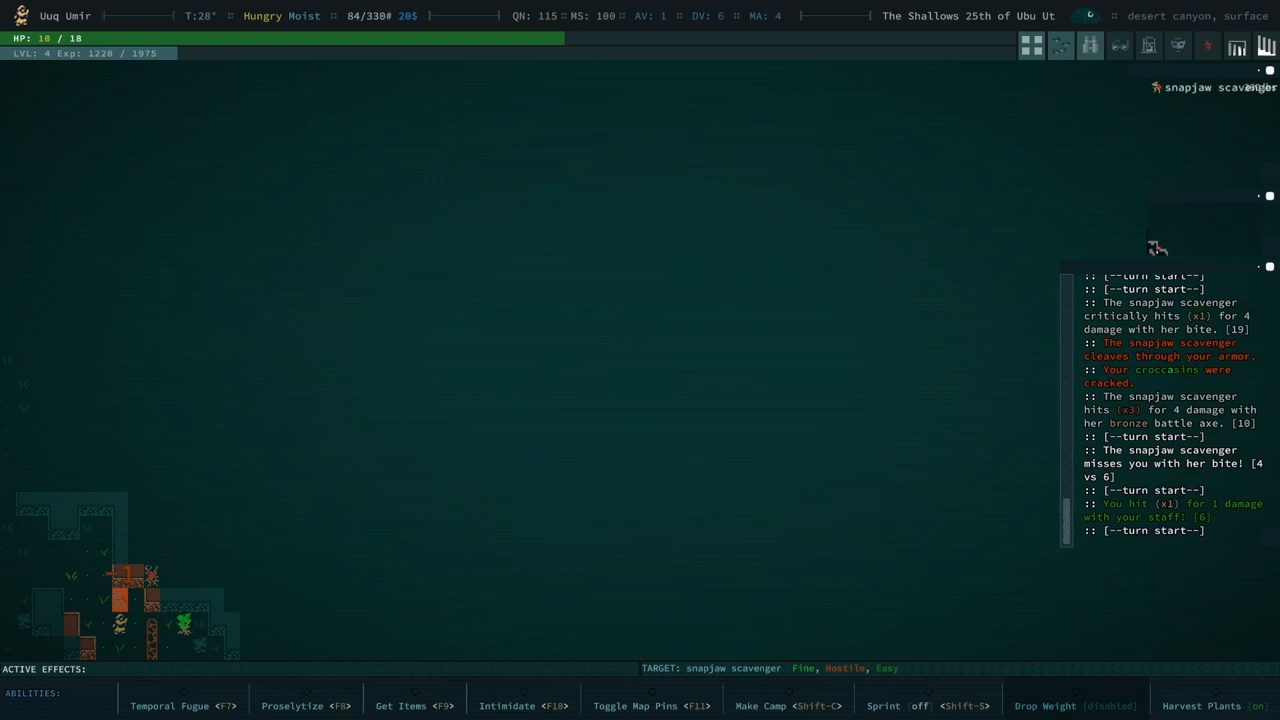 Uuq Umir T:28° :: Hungry Moist :: 84/330# 20$ QN: 115 :: MS: 100 :: AV: 1 :: DV: 6 :: MA: 4 The Shallows 25th of Ubu Ut :: desert canyon, surface
HP: 10 / 18
LVL: 4 Exp: 1220 / 1975
snapjaw scavenger
:: [--turn start--]
:: [--turn start--]
:: The snapjaw scavenger
critically hits (x1) for 4
damage with her bite. [19]
:: The snapjaw scavenger
cleaves through your armor.
:: Your croccasins were
cracked.
:: The snapjaw scavenger
hits (x3) for 4 damage with
her bronze battle axe. [10]
:: [--turn start--]
:: The snapjaw scavenger
misses you with her bite! [4
vs 6]
:: [--turn start--]
:: You hit (x1) for 1 damage
with your staff! [6]
:: [--turn start--]
ACTIVE EFFECTS: TARGET: snapjaw scavenger Fine, Hostile, Easy
ABILITIES: Temporal Fugue <F7> Proselytize <F8> Get Items <F9> Intimidate <F10> Toggle Map Pins <F11> Make Camp <Shift-C> Sprint [off] <Shift-S> Drop Weight [disabled] Harvest Plants [on]